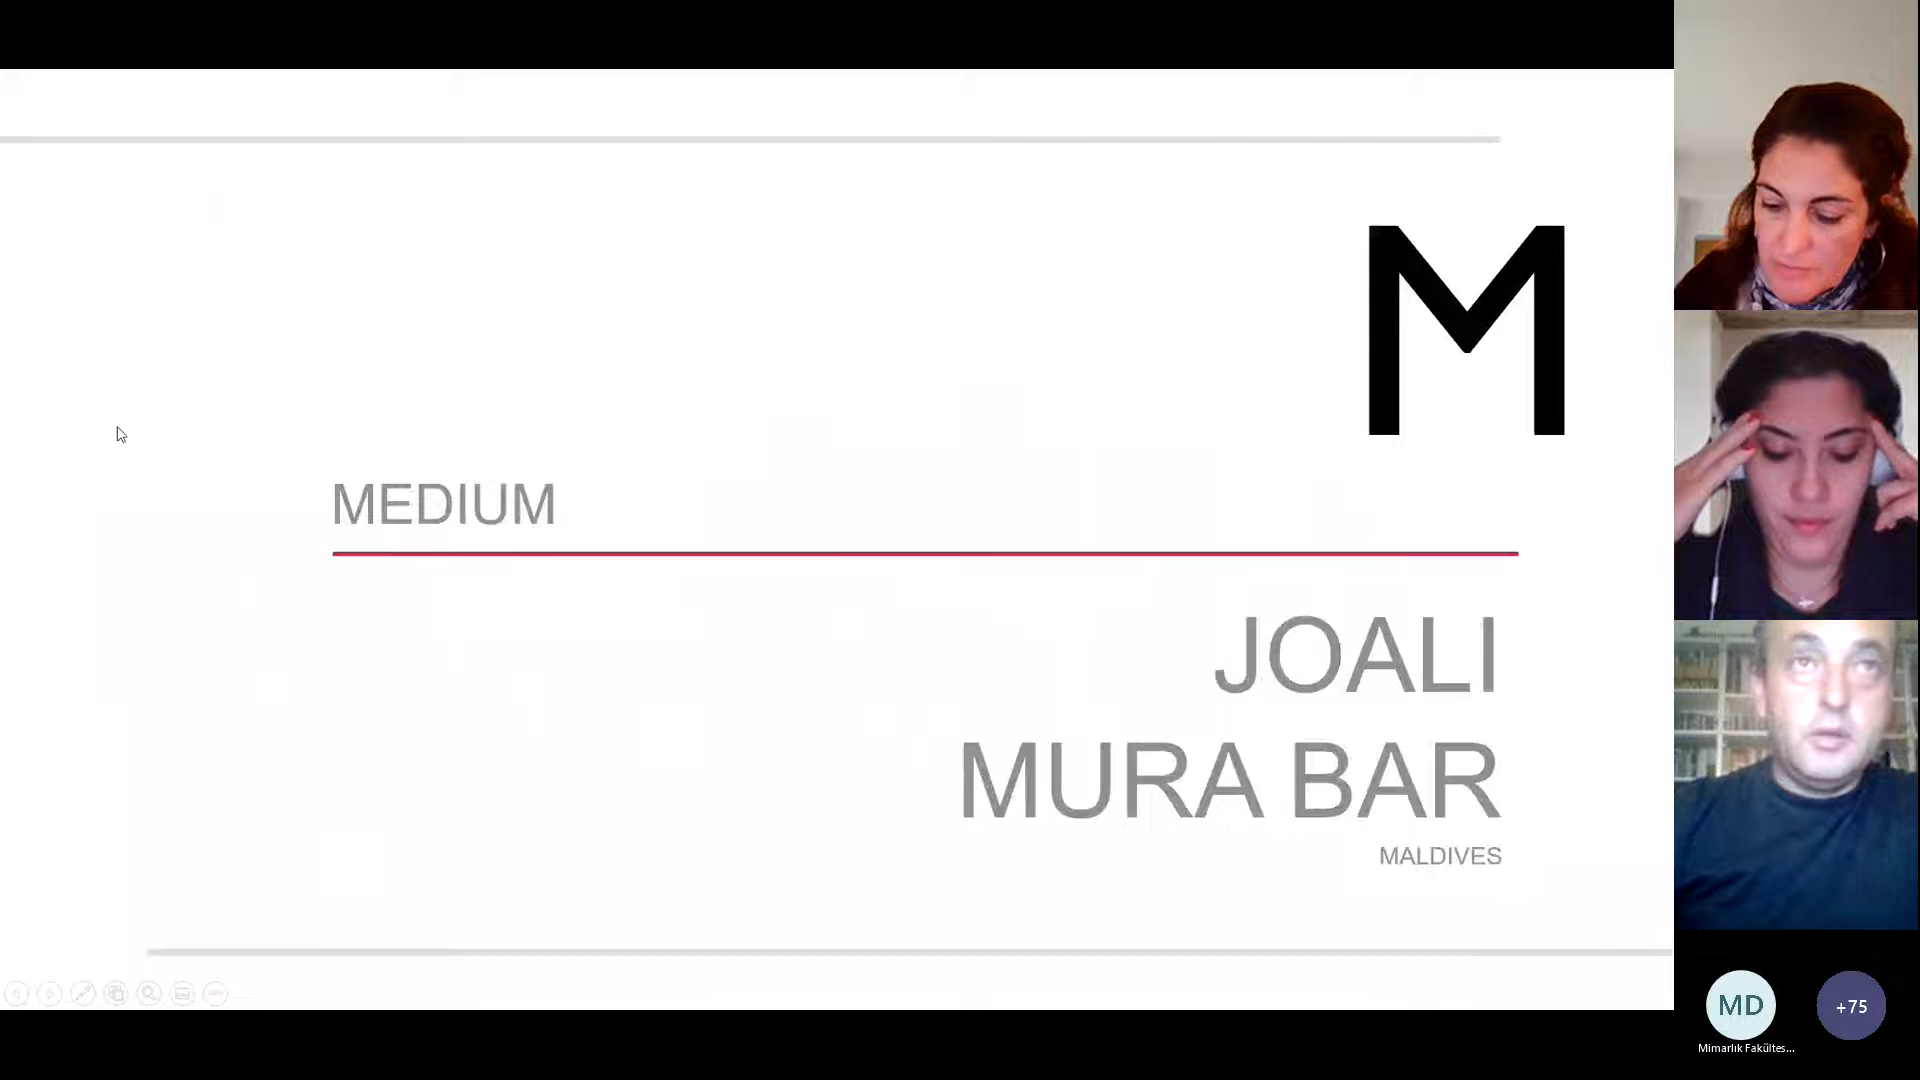 M
MEDIUM
JOALI
MURA BAR
MALDIVES
MD
+75
Mimarlık Fakültes...